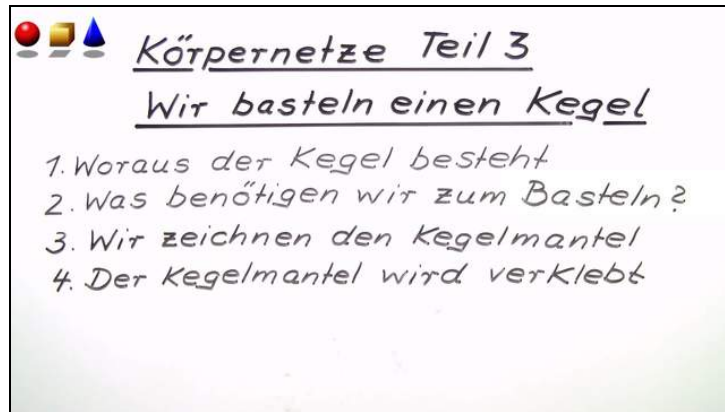 Körpernetze Teil 3
Wir basteln einen Kegel
1. Woraus der Kegel besteht
2. Was benötigen wir zum Basteln?
3. Wir zeichnen den Kegelmantel
4. Der Kegelmantel wird verklebt